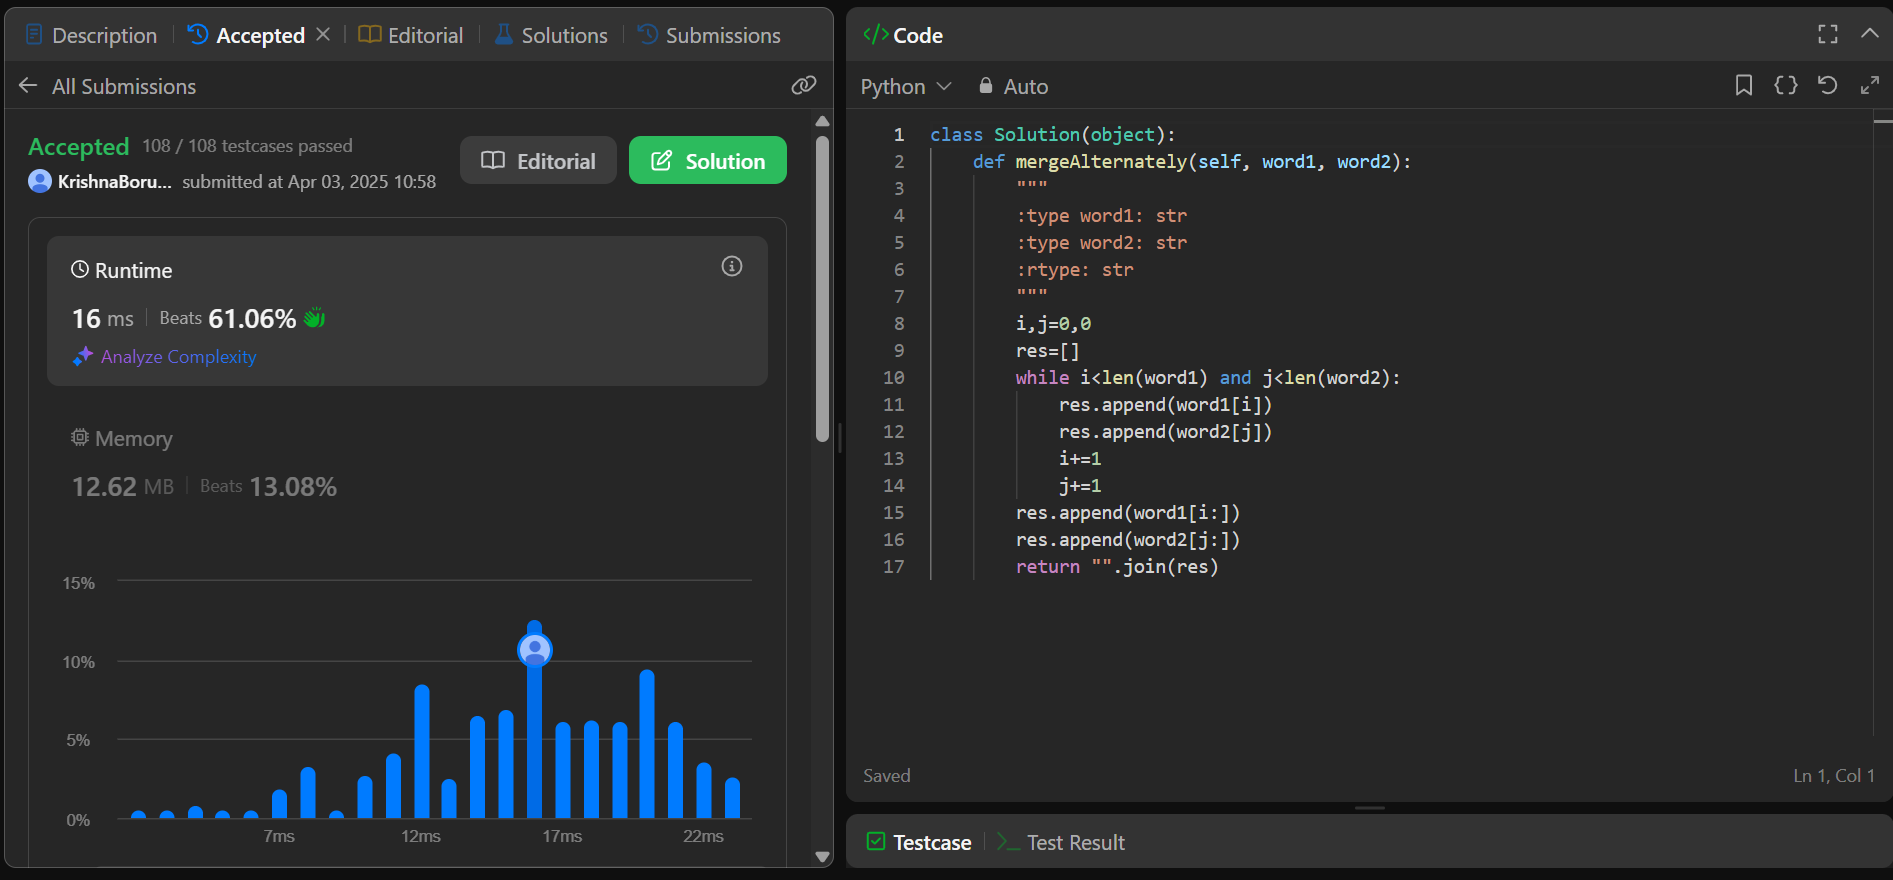 Description | Accepted × | Editorial | Solutions | Submissions
All Submissions
Accepted 108 / 108 testcases passed
KrishnaBoru... submitted at Apr 03, 2025 10:58
Editorial
Solution
Runtime
16 ms | Beats 61.06%
Analyze Complexity
Memory
12.62 MB | Beats 13.08%
15%
10%
5%
0%
7ms 12ms 17ms 22ms
</> Code
Python Auto
1 class Solution(object):
2     def mergeAlternately(self, word1, word2):
3         """
4         :type word1: str
5         :type word2: str
6         :rtype: str
7         """
8         i,j=0,0
9         res=[]
10         while i<len(word1) and j<len(word2):
11             res.append(word1[i])
12             res.append(word2[j])
13             i+=1
14             j+=1
15         res.append(word1[i:])
16         res.append(word2[j:])
17         return "".join(res)
Saved Ln 1, Col 1
Testcase | >_ Test Result